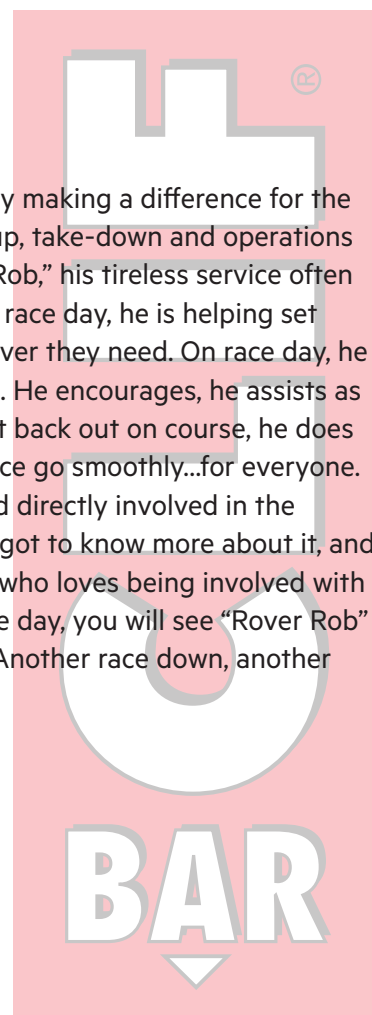 CLIF
®
y making a difference for the
up, take-down and operations
Rob,” his tireless service often
race day, he is helping set
ver they need. On race day, he
. He encourages, he assists as
t back out on course, he does
ce go smoothly...for everyone.
d directly involved in the
got to know more about it, and
who loves being involved with
e day, you will see “Rover Rob”
Another race down, another
BAR